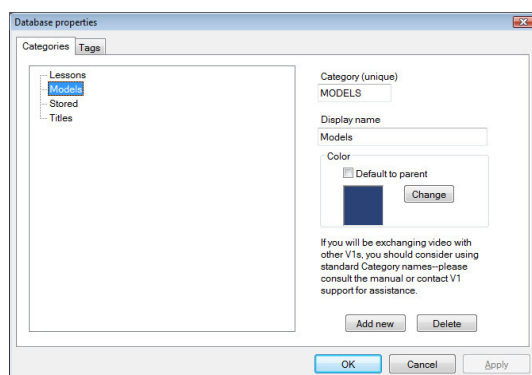 Database properties
Categories
Tags
Lessons
Models
Stored
Titles
Category (unique)
MODELS
Display name
Models
Color
Default to parent
Change
If you will be exchanging video with
other V1s, you should consider using
standard Category names--please
consult the manual or contact V1
support for assistance.
Add new
Delete
OK
Cancel
Apply